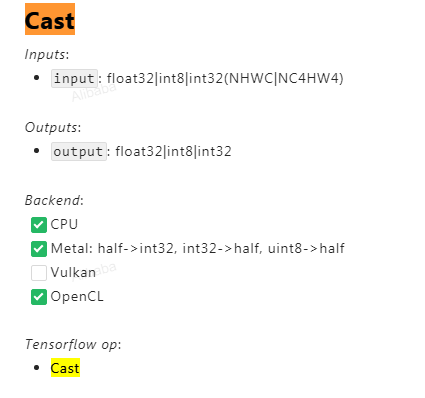 Cast
Inputs:
input: float32|int8|int32(NHWC|NC4HW4)
Alibaba
Outputs:
output: float32|int8|int32
Backend:
CPU
Metal: half->int32, int32->half, uint8->half
Vulkan
Alibaba
OpenCL
Tensorflow op:
Cast